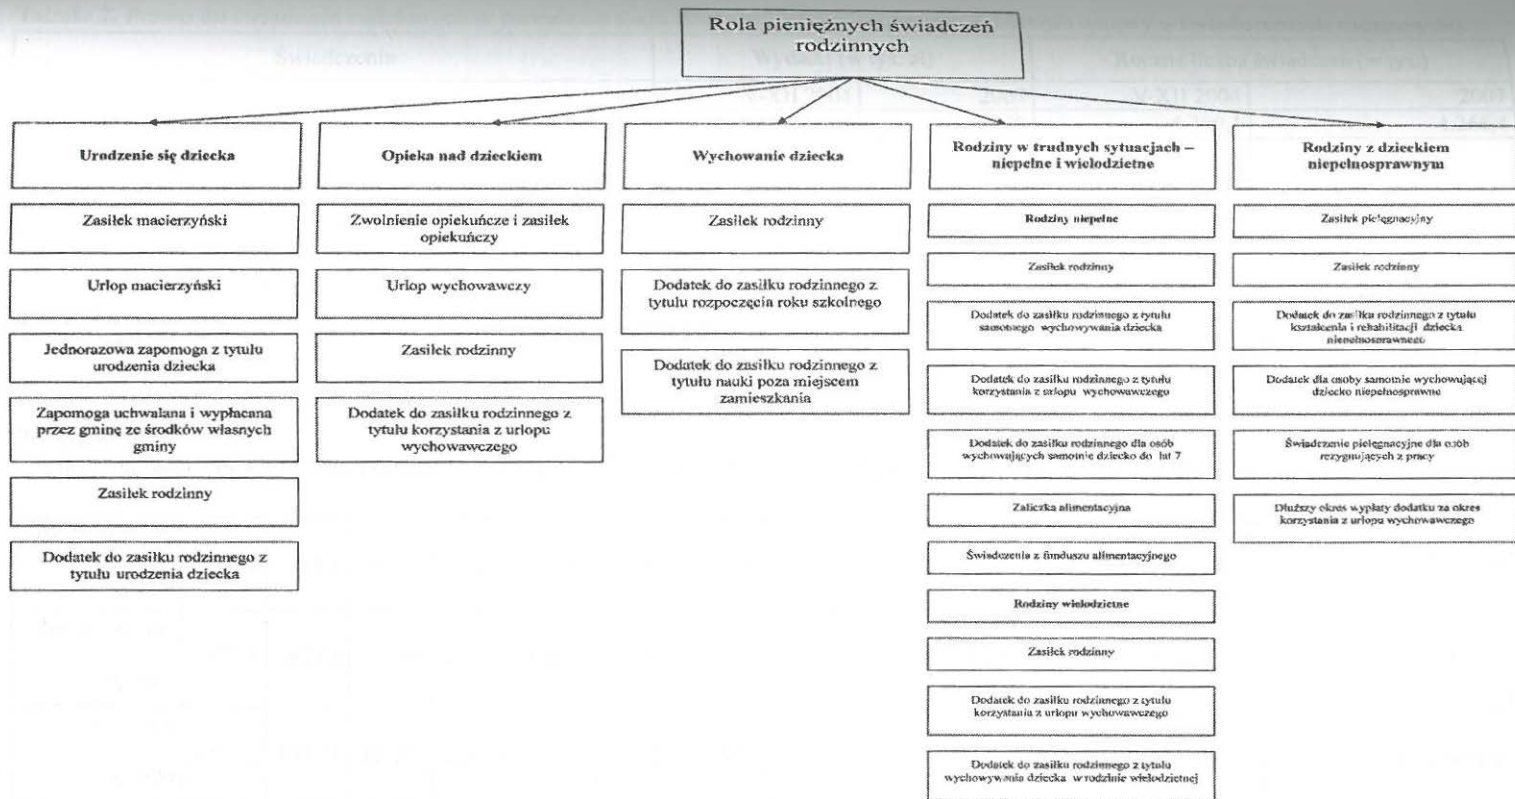 Rola pieniężnych świadczeń
rodzinnych
Urodzenie się dziecka
Zasiłek macierzyński
Urlop macierzyński
Jednorazowa zapomoga z tytułu
urodzenia dziecka
Zapomoga uchwalana i wypłacana
przez gminę ze środków własnych
gminy
Zasiłek rodzinny
Dodatek do zasiłku rodzinnego z
tytułu urodzenia dziecka
Opieka nad dzieckiem
Zwolnienie opiekuńcze i zasiłek
opiekuńczy
Urlop wychowawczy
Zasiłek rodzinny
Dodatek do zasiłku rodzinnego z
tytułu korzystania z urlopu
wychowawczego
Wychowanie dziecka
Zasiłek rodzinny
Dodatek do zasiłku rodzinnego z
tytułu rozpoczęcia roku szkolnego
Dodatek do zasiłku rodzinnego z
tytułu nauki poza miejscem
zamieszkania
Rodziny w trudnych sytuacjach –
niepełne i wielodzietne
Rodziny niepełne
Zasiłek rodzinny
Dodatek do zasiłku rodzinnego z tytułu
samotnego wychowywania dziecka
Dodatek do zasiłku rodzinnego z tytułu
korzystania z urlopu wychowawczego
Dodatek do zasiłku rodzinnego dla osób
wychowujących samotnie dziecko do lat 7
Zaliczka alimentacyjna
Świadczenia z funduszu alimentacyjnego
Rodziny wielodzietne
Zasiłek rodzinny
Dodatek do zasiłku rodzinnego z tytułu
korzystania z urlopu wychowawczego
Dodatek do zasiłku rodzinnego z tytułu
wychowywania dziecka w rodzinie wielodzietnej
Rodziny z dzieckiem
niepełnosprawnym
Zasiłek pielęgnacyjny
Zasiłek rodzinny
Dodatek do zasiłku rodzinnego z tytułu
kształcenia i rehabilitacji dziecka
niepełnosprawnego
Dodatek dla osoby samotnie wychowującej
dziecko niepełnosprawne
Świadczenie pielęgnacyjne dla osób
rezygnujących z pracy
Dłuższy okres wypłaty dodatku za okres
korzystania z urlopu wychowawczego